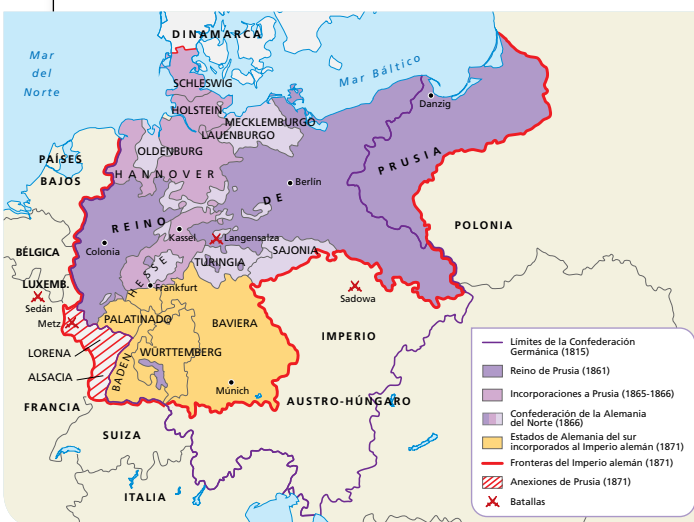 DINAMARCA
Mar
del
Norte
Mar Báltico
SCHLESWIG
HOLSTEIN
Danzig
MECKLEMBURGO
LAUENBURGO
OLDENBURG
PAÍSES
BAJOS
HANNOVER
PRUSIA
Berlín
REINO DE
POLONIA
Colonia
Kassel
Langensalza
BÉLGICA
SAJONIA
TURINGIA
HESSE
LUXEMB.
Frankfurt
Sedán
Sadowa
Metz
PALATINADO
BAVIERA
IMPERIO
AUSTRO-HÚNGARO
LORENA
WÜRTTEMBERG
BADEN
ALSACIA
Múnich
FRANCIA
SUIZA
ITALIA
Límites de la Confederación
Germánica (1815)
Reino de Prusia (1861)
Incorporaciones a Prusia (1865-1866)
Confederación de la Alemania
del Norte (1866)
Estados de Alemania del sur
incorporados al Imperio alemán (1871)
Fronteras del Imperio alemán (1871)
Anexiones de Prusia (1871)
Batallas